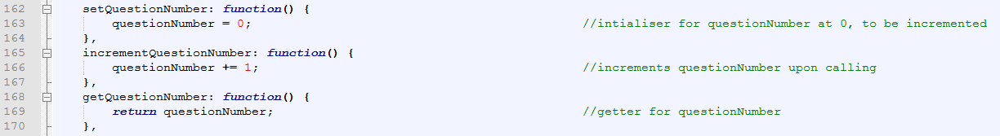 162 setQuestionNumber: function() {
163 questionNumber = 0; //intialiser for questionNumber at 0, to be incremented
164 },
165 incrementQuestionNumber: function() {
166 questionNumber += 1; //increments questionNumber upon calling
167 },
168 getQuestionNumber: function() {
169 return questionNumber; //getter for questionNumber
170 },